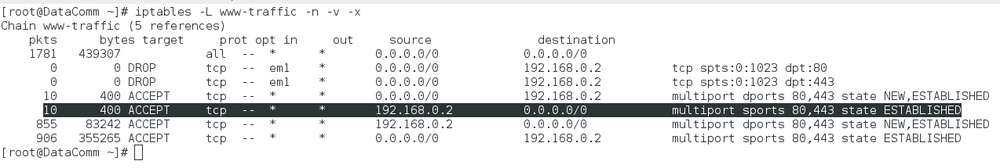 [root@DataComm ~]# iptables -L www-traffic -n -v -x
Chain www-traffic (5 references)
    pkts      bytes target     prot opt in     out     source               destination
    1781   439307            all  --  *      *       0.0.0.0/0            0.0.0.0/0
       0        0 DROP       tcp  --  em1    *       0.0.0.0/0            192.168.0.2          tcp spts:0:1023 dpt:80
       0        0 DROP       tcp  --  em1    *       0.0.0.0/0            192.168.0.2          tcp spts:0:1023 dpt:443
      10      400 ACCEPT     tcp  --  *      *       0.0.0.0/0            192.168.0.2          multiport dports 80,443 state NEW,ESTABLISHED
      10      400 ACCEPT     tcp  --  *      *       192.168.0.2          0.0.0.0/0            multiport sports 80,443 state ESTABLISHED
     855    83242 ACCEPT     tcp  --  *      *       192.168.0.2          0.0.0.0/0            multiport dports 80,443 state NEW,ESTABLISHED
     906   355265 ACCEPT     tcp  --  *      *       0.0.0.0/0            192.168.0.2          multiport sports 80,443 state ESTABLISHED
[root@DataComm ~]#